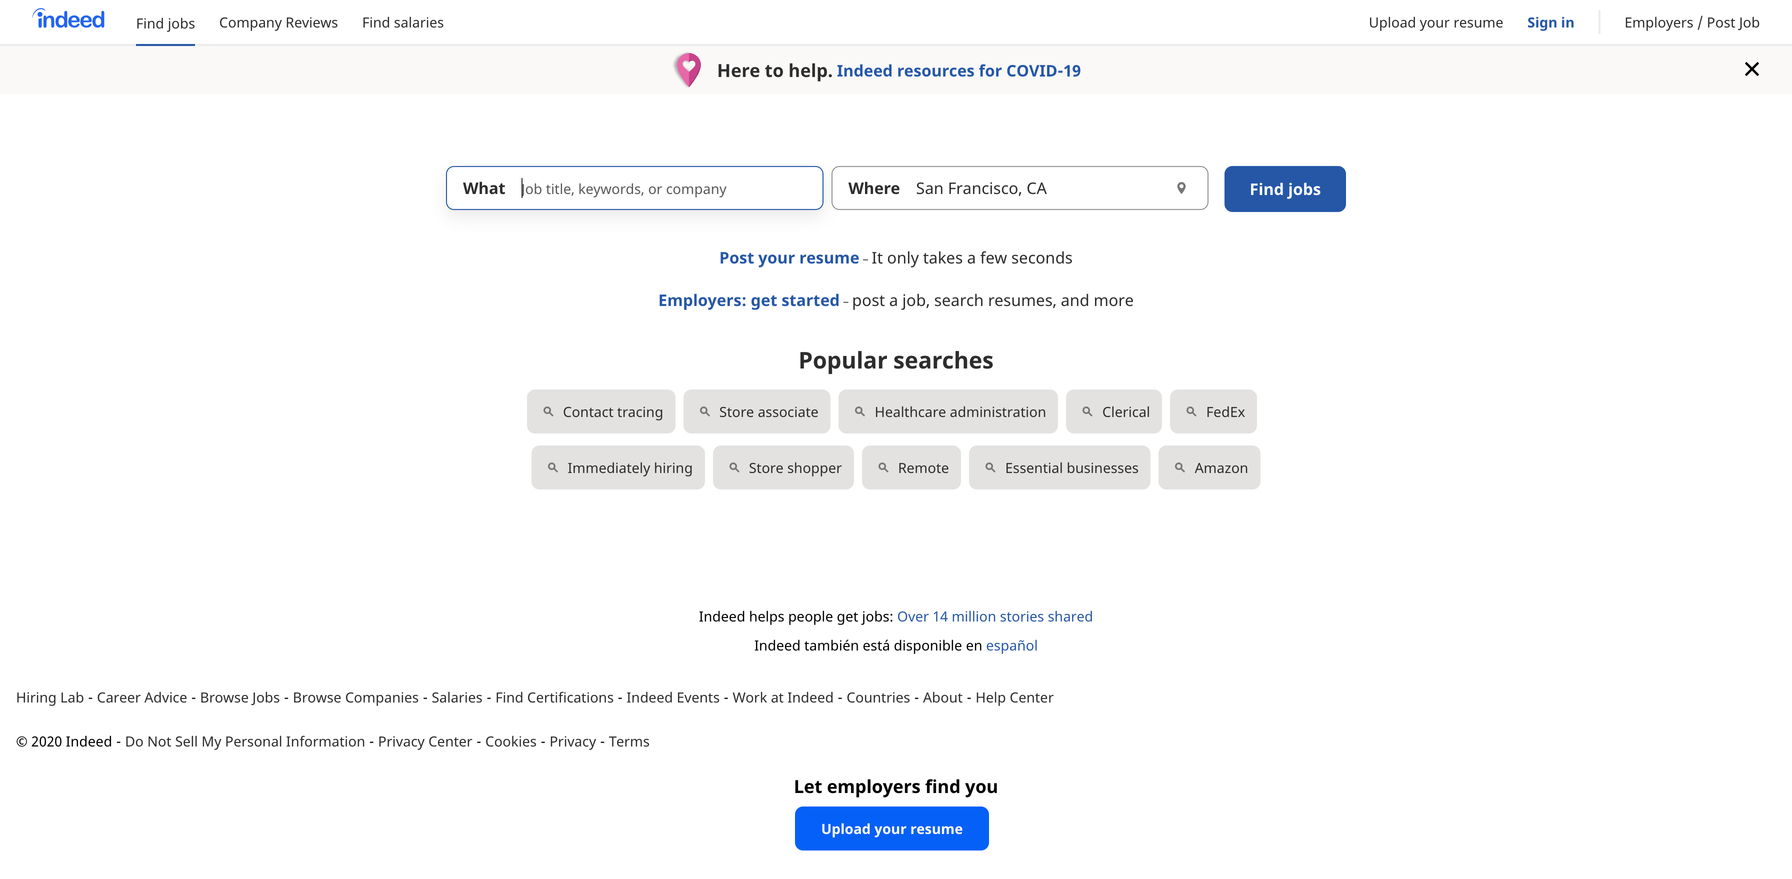 indeed Find jobs Company Reviews Find salaries Upload your resume Sign in Employers / Post Job
Here to help. Indeed resources for COVID-19
What Job title, keywords, or company Where San Francisco, CA Find jobs
Post your resume - It only takes a few seconds
Employers: get started - post a job, search resumes, and more
Popular searches
Contact tracing Store associate Healthcare administration Clerical FedEx
Immediately hiring Store shopper Remote Essential businesses Amazon
Indeed helps people get jobs: Over 14 million stories shared
Indeed también está disponible en español
Hiring Lab - Career Advice - Browse Jobs - Browse Companies - Salaries - Find Certifications - Indeed Events - Work at Indeed - Countries - About - Help Center
© 2020 Indeed - Do Not Sell My Personal Information - Privacy Center - Cookies - Privacy - Terms
Let employers find you
Upload your resume